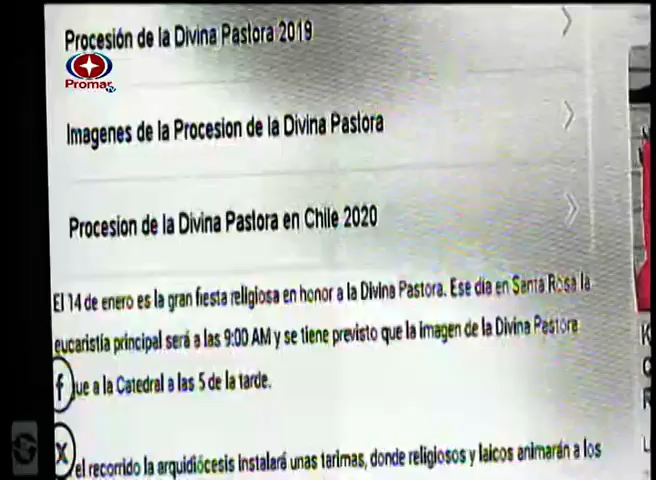 Procesión de la Divina Pastora 2019
Promar tv
Imagenes de la Procesion de la Divina Pastora
Procesion de la Divina Pastora en Chile 2020
El 14 de enero es la gran fiesta religiosa en honor a la Divina Pastora. Ese dia en Santa Rosa la
eucaristía principal será a las 9:00 AM y se tiene previsto que la imagen de la Divina Pastora
f ue a la Catedral a las 5 de la tarde.
X el recorrido la arquidiócesis instalará unas tarimas, donde religiosos y laicos animarán a los